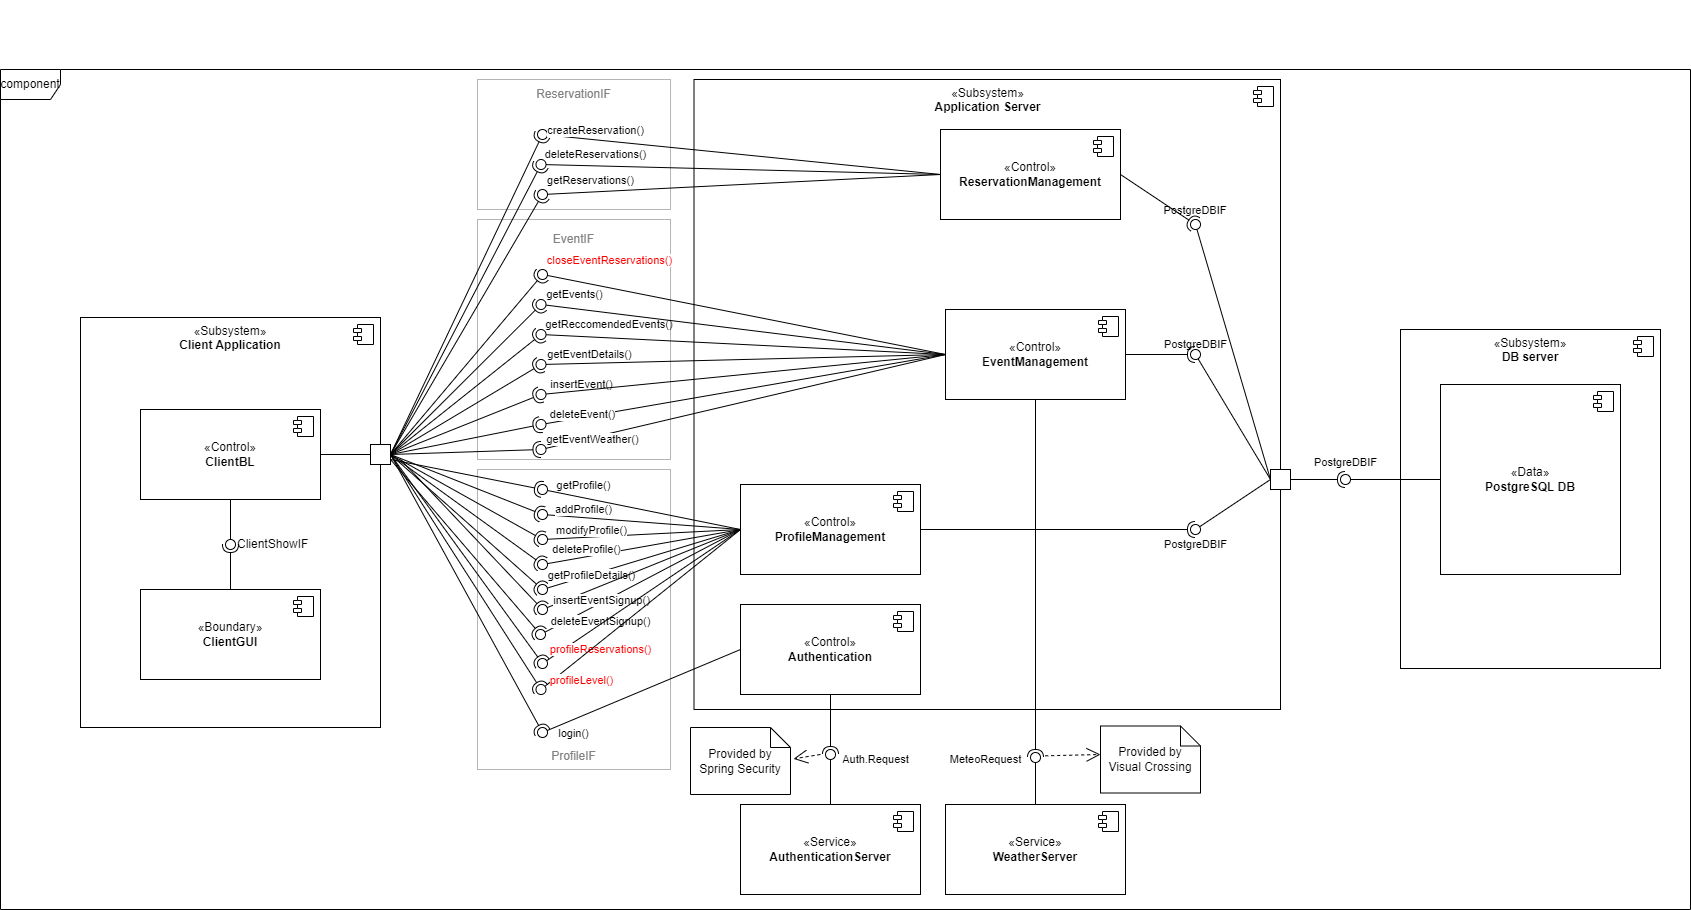 component
ReservationIF
createReservation()
deleteReservations()
getReservations()
EventIF
closeEventReservations()
getEvents()
getReccomendedEvents()
getEventDetails()
insertEvent()
deleteEvent()
getEventWeather()
getProfile()
addProfile()
modifyProfile()
deleteProfile()
getProfileDetails()
insertEventSignup()
deleteEventSignup()
profileReservations()
profileLevel()
login()
ProfileIF
«Subsystem»
Client Application
«Control»
ClientBL
ClientShowIF
«Boundary»
ClientGUI
«Subsystem»
Application Server
«Control»
ReservationManagement
PostgreDBIF
«Control»
EventManagement
PostgreDBIF
«Control»
ProfileManagement
PostgreDBIF
«Control»
Authentication
Provided by
Spring Security
Auth.Request
MeteoRequest
Provided by
Visual Crossing
«Service»
AuthenticationServer
«Service»
WeatherServer
PostgreDBIF
«Subsystem»
DB server
«Data»
PostgreSQL DB